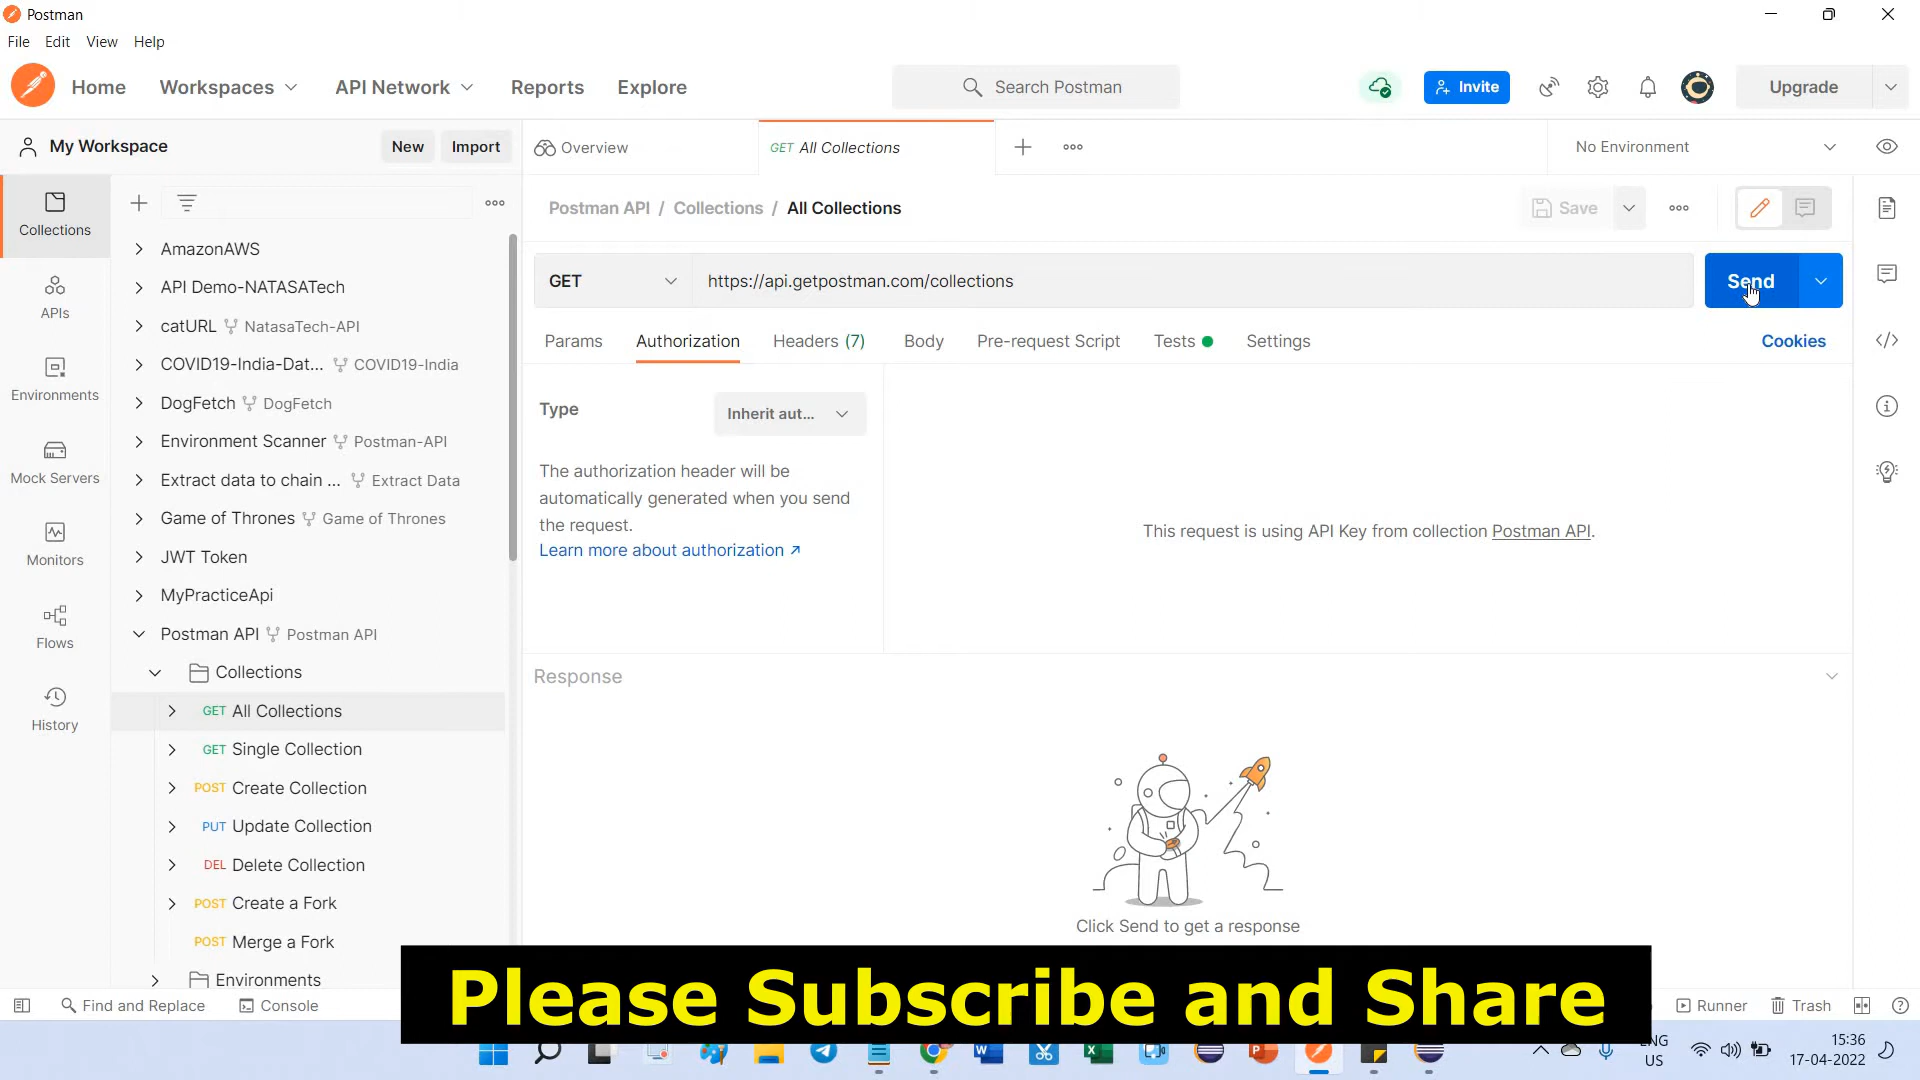 Postman
File Edit View Help
Home Workspaces API Network Reports Explore Search Postman Invite Upgrade
My Workspace New Import Overview GET All Collections No Environment
Collections
APIs
Environments
Mock Servers
Monitors
Flows
History
AmazonAWS
API Demo-NATASATech
catURL NatasaTech-API
COVID19-India-Dat... COVID19-India
DogFetch DogFetch
Environment Scanner Postman-API
Extract data to chain ... Extract Data
Game of Thrones Game of Thrones
JWT Token
MyPracticeApi
Postman API Postman API
Collections
GET All Collections
GET Single Collection
POST Create Collection
PUT Update Collection
DEL Delete Collection
POST Create a Fork
POST Merge a Fork
Environments
Postman API / Collections / All Collections Save
GET https://api.getpostman.com/collections Send
Params Authorization Headers (7) Body Pre-request Script Tests Settings Cookies
Type Inherit aut...
The authorization header will be
automatically generated when you send
the request.
Learn more about authorization ↗
This request is using API Key from collection Postman API.
Response
Click Send to get a response
Please Subscribe and Share
Find and Replace Console Runner Trash
ENG
US
15:36
17-04-2022